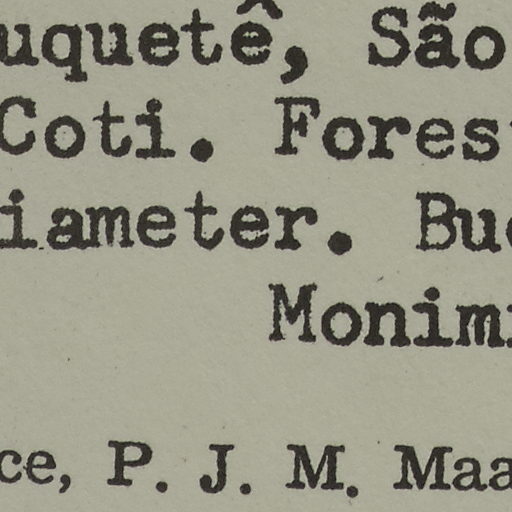 uquetê, São
Coti. Fores
iameter. Bu
Monim
ce, P. J. M. Maa